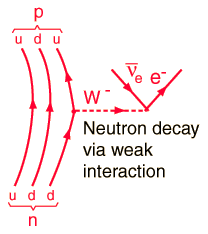 p
u d u
ν̅e e-
W -
Neutron decay
via weak
interaction
u d d
n